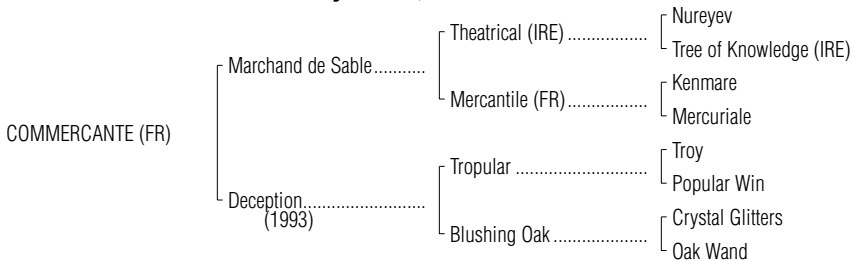 Nureyev
Theatrical (IRE) ...................
Tree of Knowledge (IRE)
Marchand de Sable...........
Kenmare
Mercantile (FR)...................
Mercuriale
COMMERCANTE (FR)
Troy
Tropular ..............................
Popular Win
Deception...........................
(1993)
Crystal Glitters
Blushing Oak......................
Oak Wand